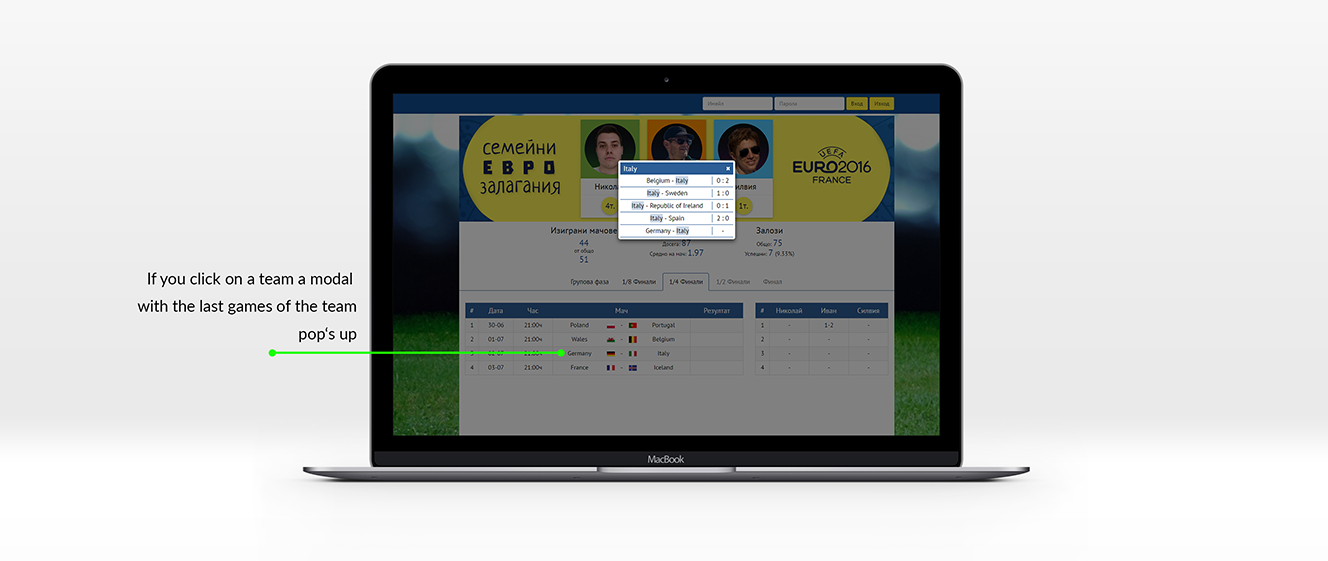 Имейл Парола Вход Изход
семейни
ЕВРО
залагания
UEFA
EURO2016
FRANCE
4т. 1т.
Italy ×
Belgium - Italy 0 : 2
Italy - Sweden 1 : 0
Italy - Republic of Ireland 0 : 1
Italy - Spain 2 : 0
Germany - Italy -
Изиграни мачове
44
от общо
51
Досега: 87
Средно на мач: 1.97
Залози
Общо: 75
Успешни: 7 (9.33%)
Групова фаза 1/8 Финали 1/4 Финали 1/2 Финали Финал
# Дата Час Мач Резултат
1 30-06 21:00ч Poland - Portugal
2 01-07 21:00ч Wales - Belgium
3 Germany - Italy
4 03-07 21:00ч France - Iceland
# Николай Иван Силвия
1 - 1-2 -
2 - - -
3 - - -
4 - - -
If you click on a team a modal
with the last games of the team
pop's up
MacBook